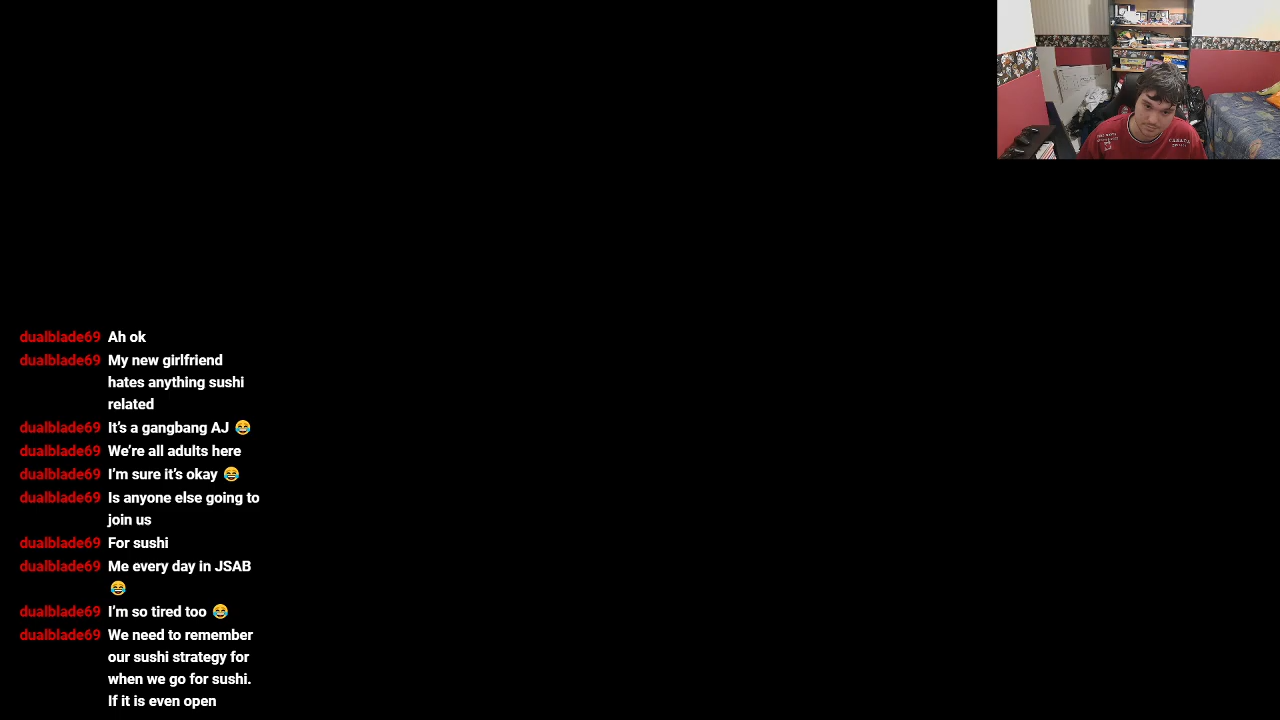 dualblade69 Ah ok
dualblade69 My new girlfriend
hates anything sushi
related
dualblade69 It's a gangbang AJ 😂
dualblade69 We're all adults here
dualblade69 I'm sure it's okay 😂
dualblade69 Is anyone else going to
join us
dualblade69 For sushi
dualblade69 Me every day in JSAB
😂
dualblade69 I'm so tired too 😂
dualblade69 We need to remember
our sushi strategy for
when we go for sushi.
If it is even open
CANADA